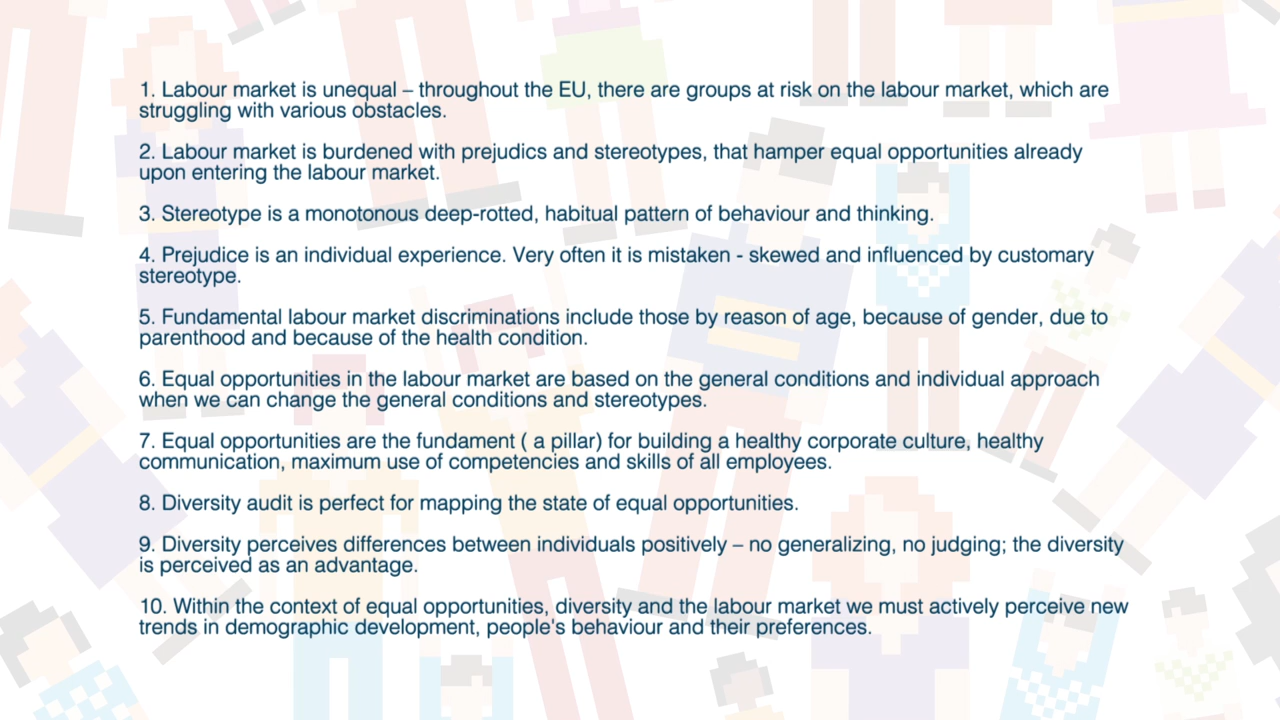 1. Labour market is unequal – throughout the EU, there are groups at risk on the labour market, which are
struggling with various obstacles.
2. Labour market is burdened with prejudics and stereotypes, that hamper equal opportunities already
upon entering the labour market.
3. Stereotype is a monotonous deep-rotted, habitual pattern of behaviour and thinking.
4. Prejudice is an individual experience. Very often it is mistaken - skewed and influenced by customary
stereotype.
5. Fundamental labour market discriminations include those by reason of age, because of gender, due to
parenthood and because of the health condition.
6. Equal opportunities in the labour market are based on the general conditions and individual approach
when we can change the general conditions and stereotypes.
7. Equal opportunities are the fundament ( a pillar) for building a healthy corporate culture, healthy
communication, maximum use of competencies and skills of all employees.
8. Diversity audit is perfect for mapping the state of equal opportunities.
9. Diversity perceives differences between individuals positively – no generalizing, no judging; the diversity
is perceived as an advantage.
10. Within the context of equal opportunities, diversity and the labour market we must actively perceive new
trends in demographic development, people's behaviour and their preferences.